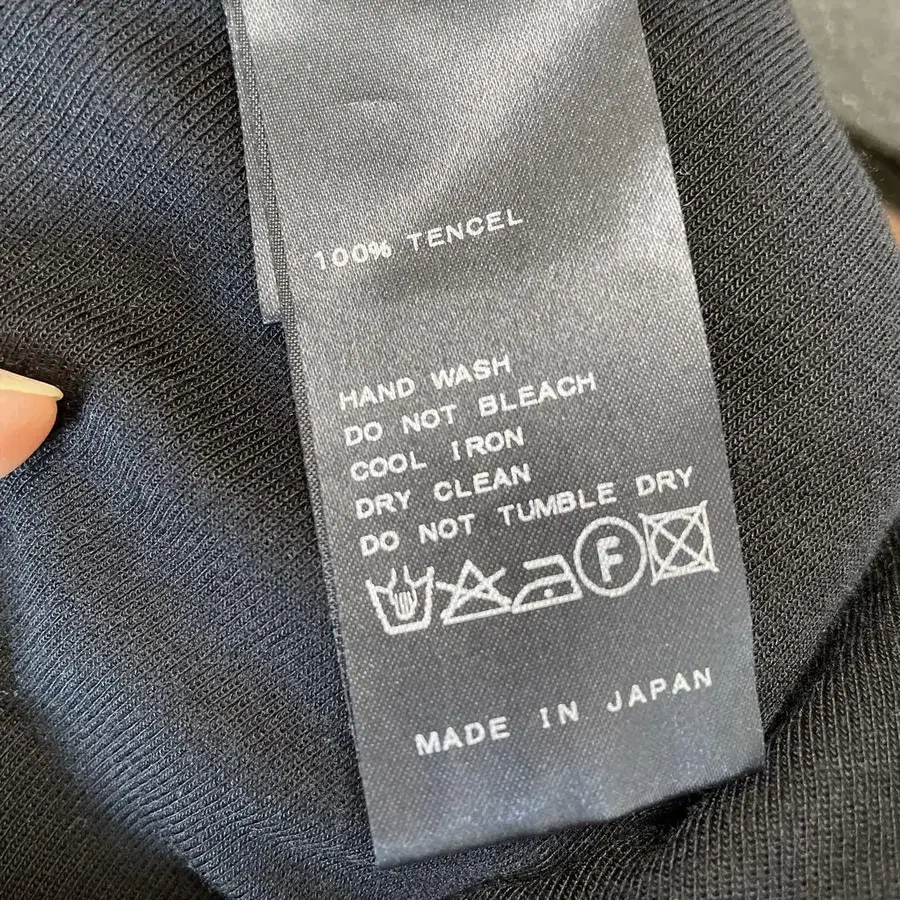 100% TENCEL
HAND WASH
DO NOT BLEACH
COOL IRON
DRY CLEAN
DO NOT TUMBLE DRY
F
MADE IN JAPAN